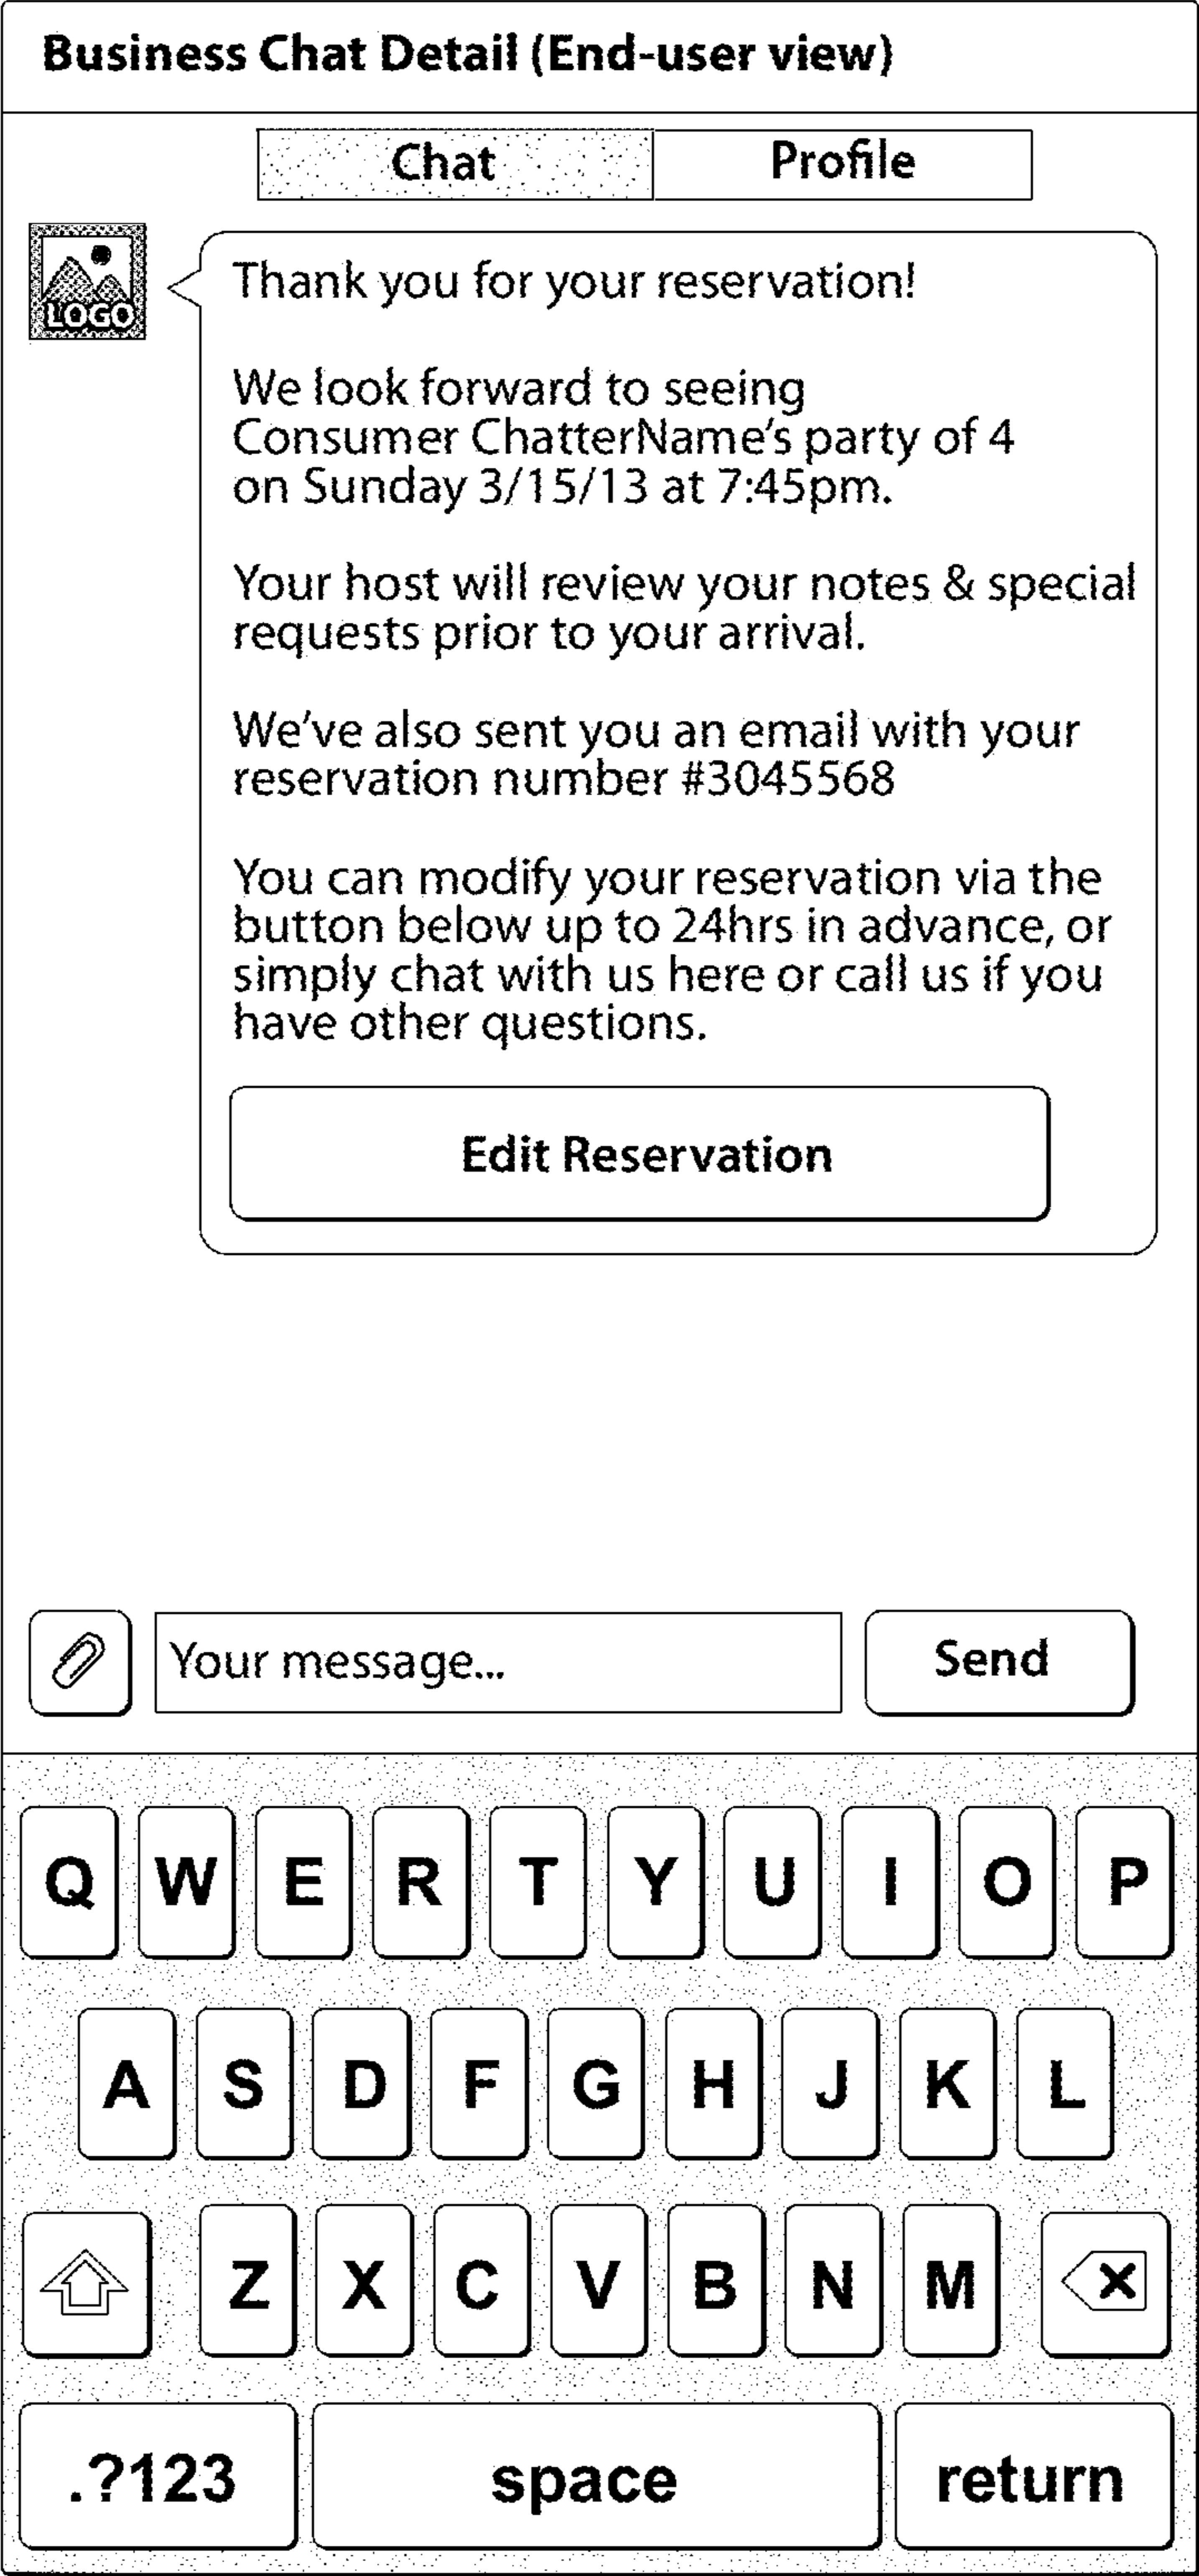 Business Chat Detail (End-user view)
Chat Profile
LOGO
Thank you for your reservation!
We look forward to seeing
Consumer ChatterName's party of 4
on Sunday 3/15/13 at 7:45pm.
Your host will review your notes & special
requests prior to your arrival.
We've also sent you an email with your
reservation number #3045568
You can modify your reservation via the
button below up to 24hrs in advance, or
simply chat with us here or call us if you
have other questions.
Edit Reservation
Your message... Send
Q W E R T Y U I O P
A S D F G H J K L
Z X C V B N M
.?123 space return